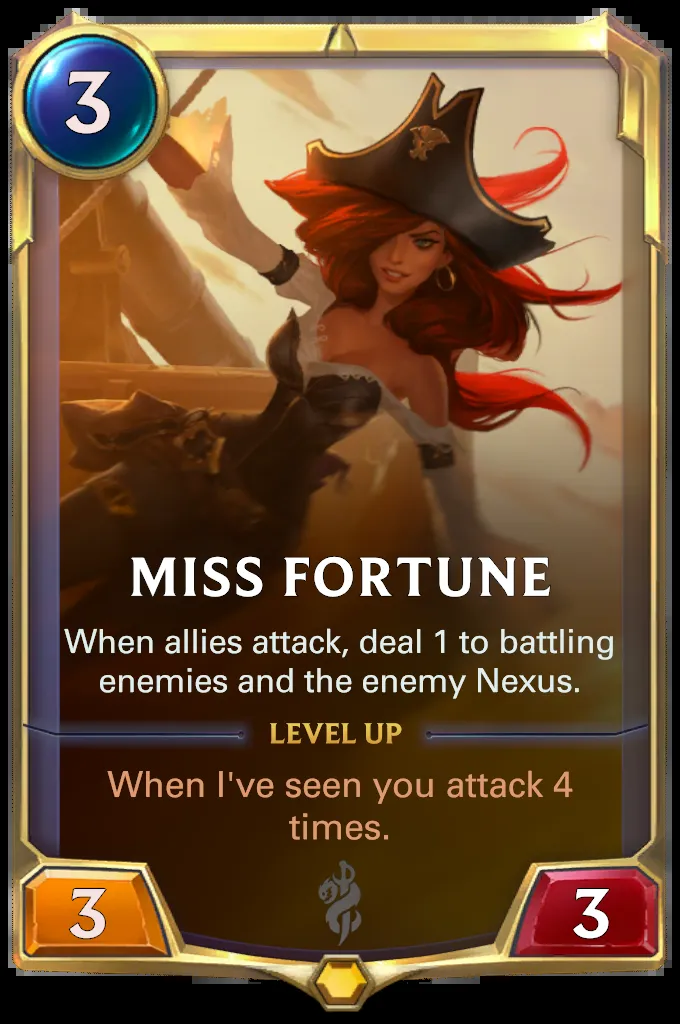 3
MISS FORTUNE
When allies attack, deal 1 to battling
enemies and the enemy Nexus.
LEVEL UP
When I've seen you attack 4
times.
3
3